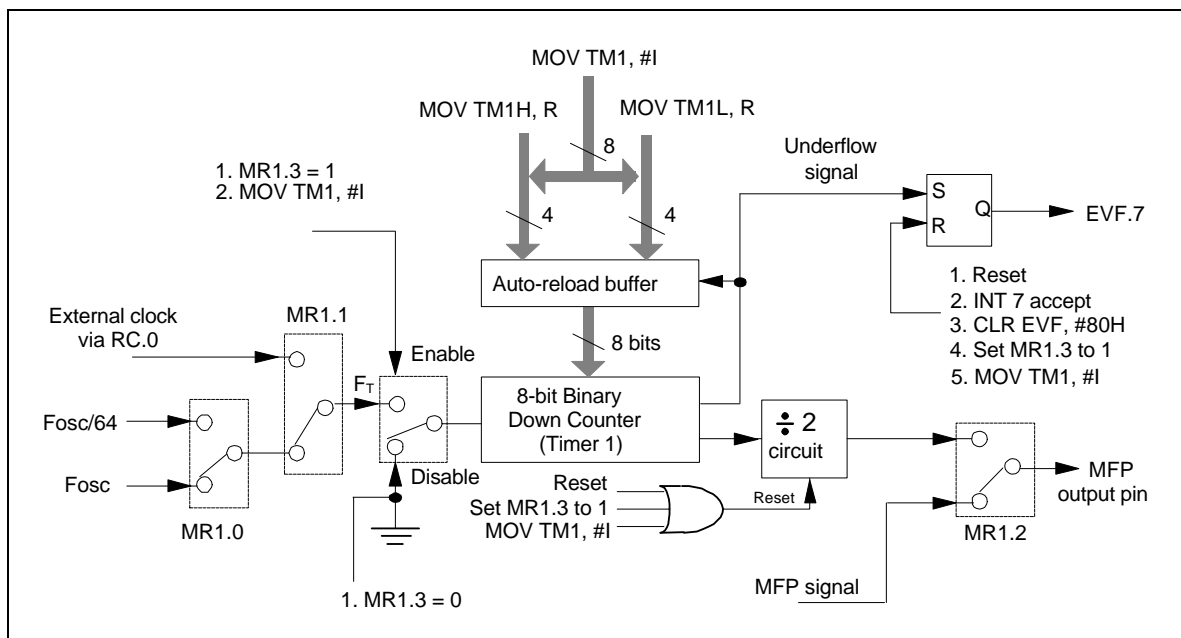 MOV TM1, #I
MOV TM1H, R
MOV TM1L, R
8
4
4
1. MR1.3 = 1
2. MOV TM1, #I
Underflow
signal
S
Q
R
EVF.7
Auto-reload buffer
1. Reset
2. INT 7 accept
3. CLR EVF, #80H
4. Set MR1.3 to 1
5. MOV TM1, #I
External clock
via RC.0
MR1.1
Enable
8 bits
FT
8-bit Binary
Down Counter
(Timer 1)
Fosc/64
Fosc
MR1.0
Disable
÷ 2
circuit
MFP
output pin
Reset
Set MR1.3 to 1
MOV TM1, #I
Reset
MR1.2
MFP signal
1. MR1.3 = 0